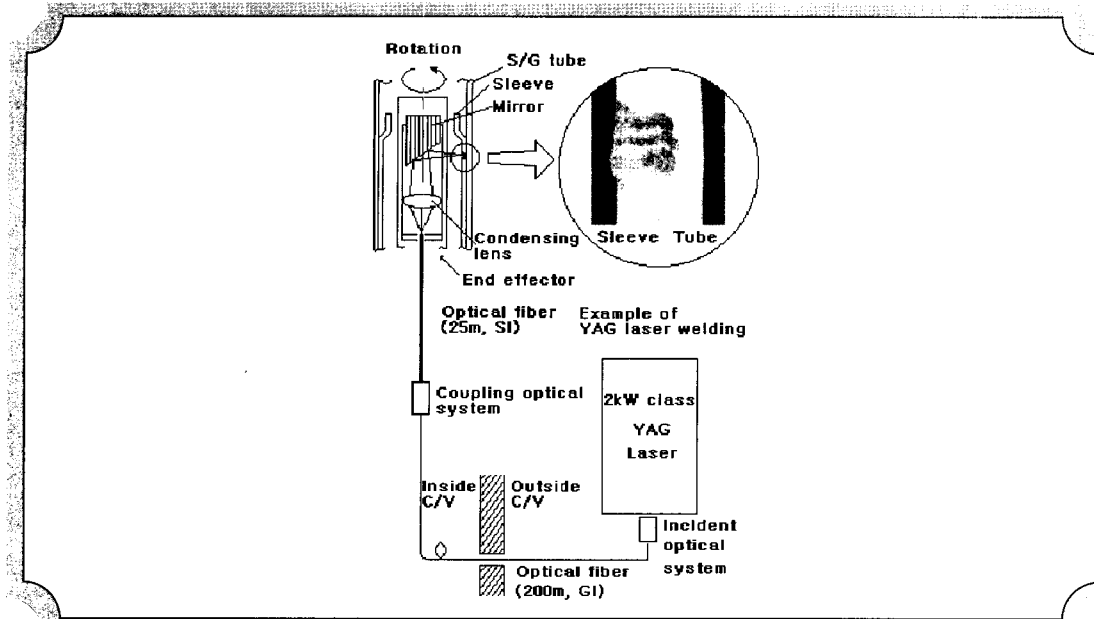 Rotation
S/G tube
Sleeve
Mirror
Sleeve Tube
Condensing
lens
End effector
Optical fiber
(25m, SI)
Example of
YAG laser welding
Coupling optical
system
2kW class
YAG
Laser
Inside
C/V
Outside
C/V
Incident
optical
system
Optical fiber
(200m, GI)